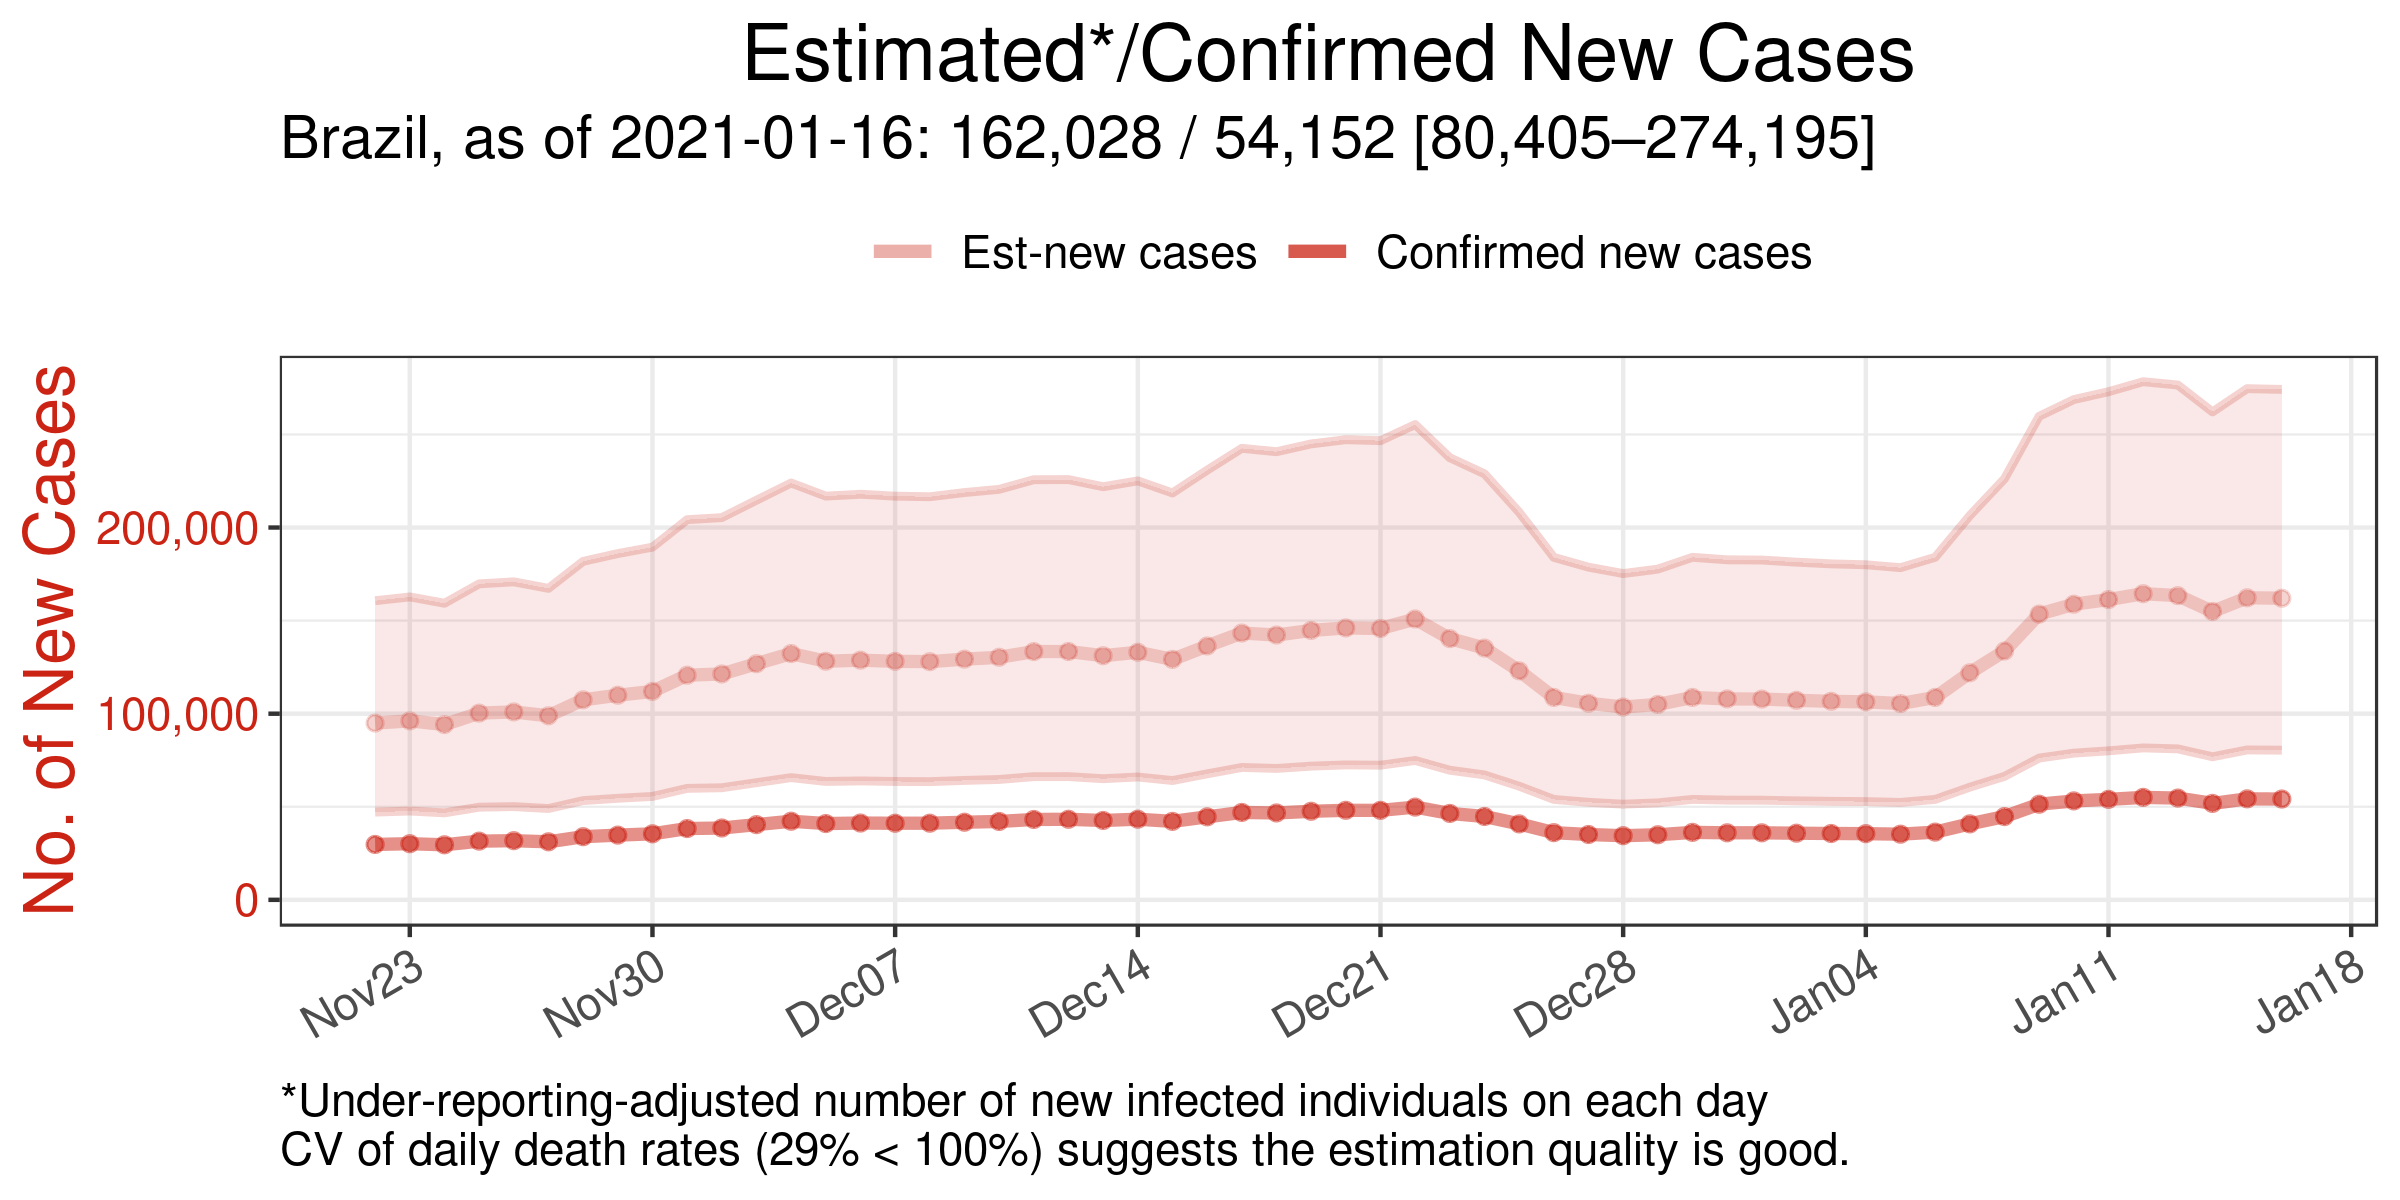 Estimated*/Confirmed New Cases
Brazil, as of 2021-01-16: 162,028 / 54,152 [80,405–274,195]
Est-new cases
Confirmed new cases
No. of New Cases
200,000
100,000
0
Nov23
Nov30
Dec07
Dec14
Dec21
Dec28
Jan04
Jan11
Jan18
*Under-reporting-adjusted number of new infected individuals on each day
CV of daily death rates (29% < 100%) suggests the estimation quality is good.